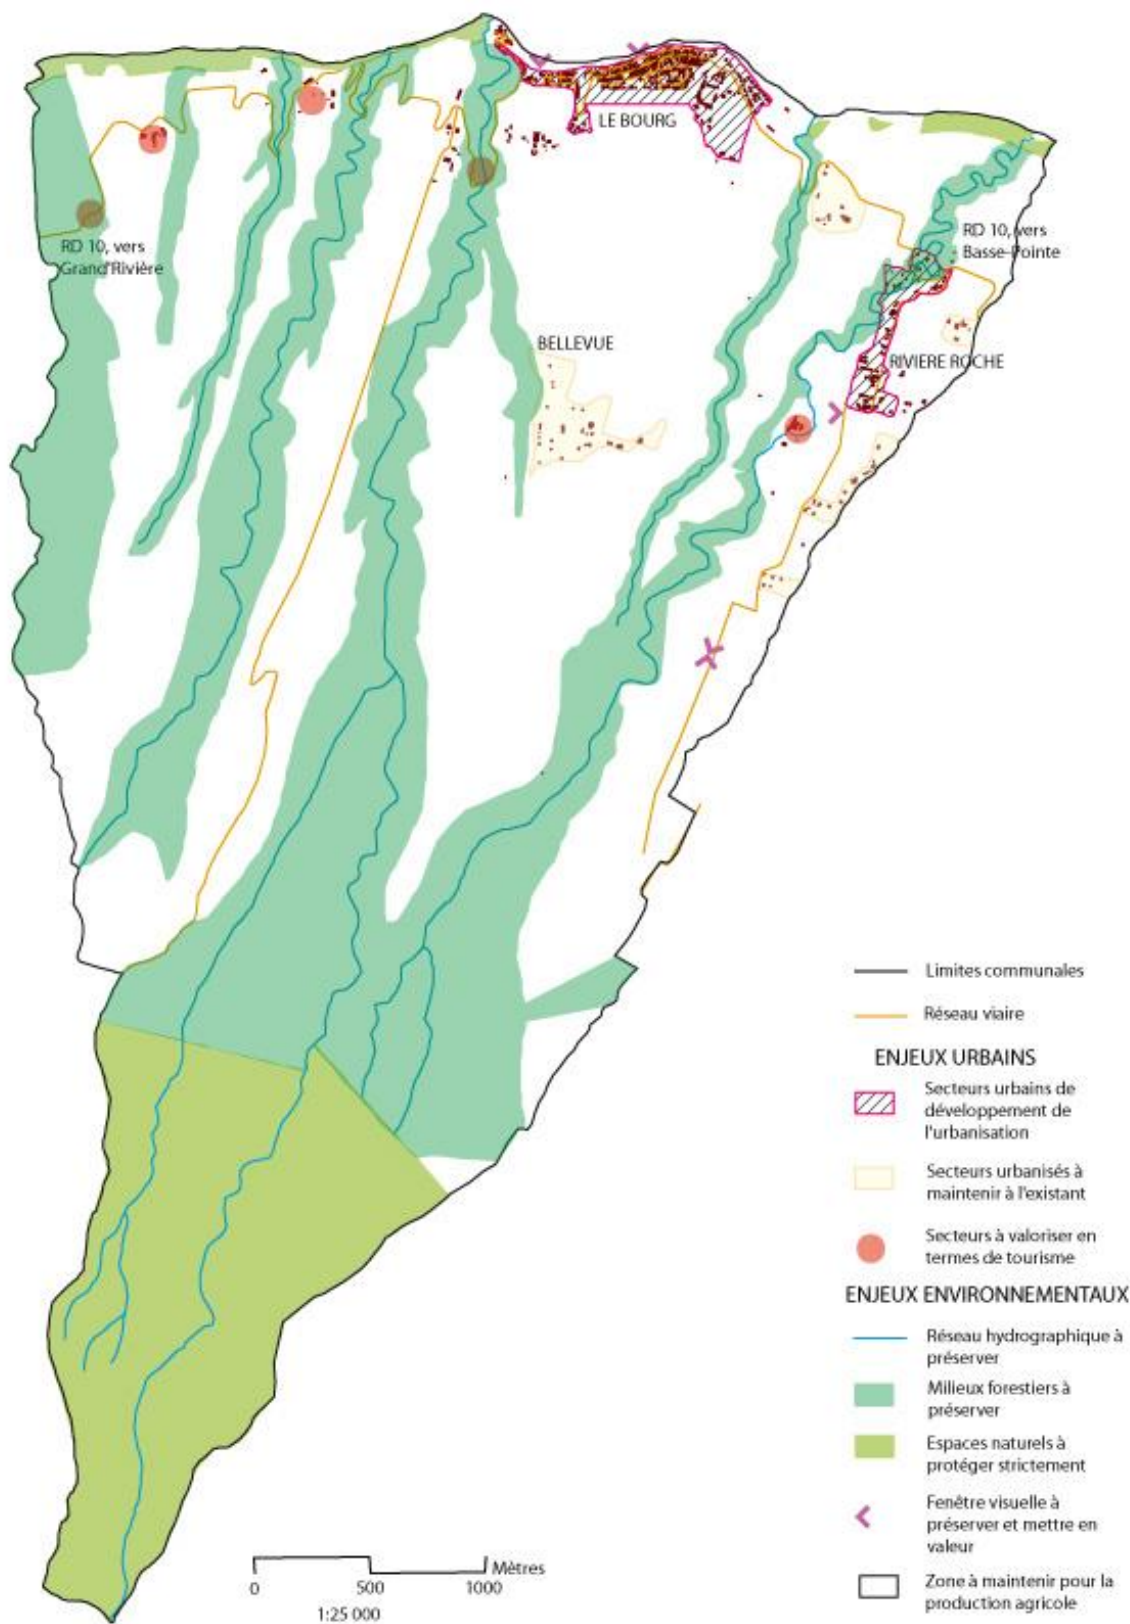 LE BOURG
RD 10, vers
Grand'Rivière
RD 10, vers
Basse-Pointe
BELLEVUE
RIVIERE ROCHE
Limites communales
Réseau viaire
ENJEUX URBAINS
Secteurs urbains de
développement de
l'urbanisation
Secteurs urbanisés à
maintenir à l'existant
Secteurs à valoriser en
termes de tourisme
ENJEUX ENVIRONNEMENTAUX
Réseau hydrographique à
préserver
Milieux forestiers à
préserver
Espaces naturels à
protéger strictement
Fenêtre visuelle à
préserver et mettre en
valeur
Zone à maintenir pour la
production agricole
Mètres
0 500 1000
1:25 000